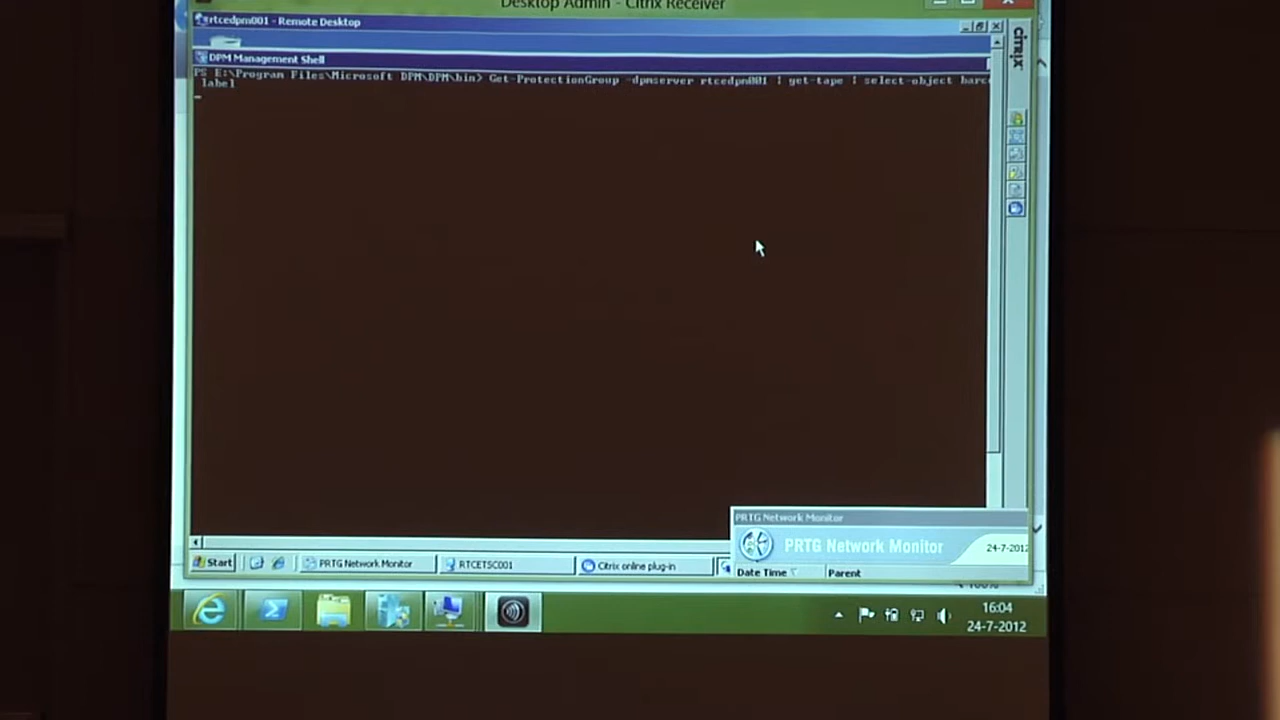 Desktop Admin - Citrix Receiver
rtcedpm001 - Remote Desktop
CITRIX
DPM Management Shell
PS E:\Program Files\Microsoft DPM\DPM\bin> Get-ProtectionGroup -dpmserver rtcedpm001 | get-tape | select-object barc
label
PRTG Network Monitor
PRTG Network Monitor
24-7-2012
Date Time
Parent
Start
PRTG Network Monitor
RTCETSC001
Citrix online plug-in
100%
16:04
24-7-2012